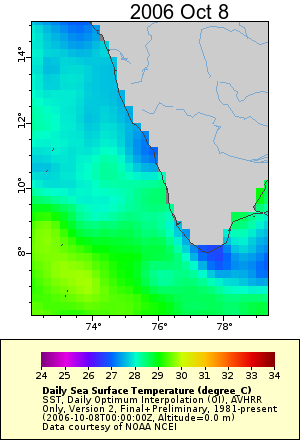 2006 Oct 8
14°
12°
10°
8°
74° 76° 78°
24 25 26 27 28 29 30 31 32 33 34
Daily Sea Surface Temperature (degree_C)
SST, Daily Optimum Interpolation (OI), AVHRR
Only, Version 2, Final+Preliminary, 1981-present
(2006-10-08T00:00:00Z, Altitude=0.0 m)
Data courtesy of NOAA NCEI